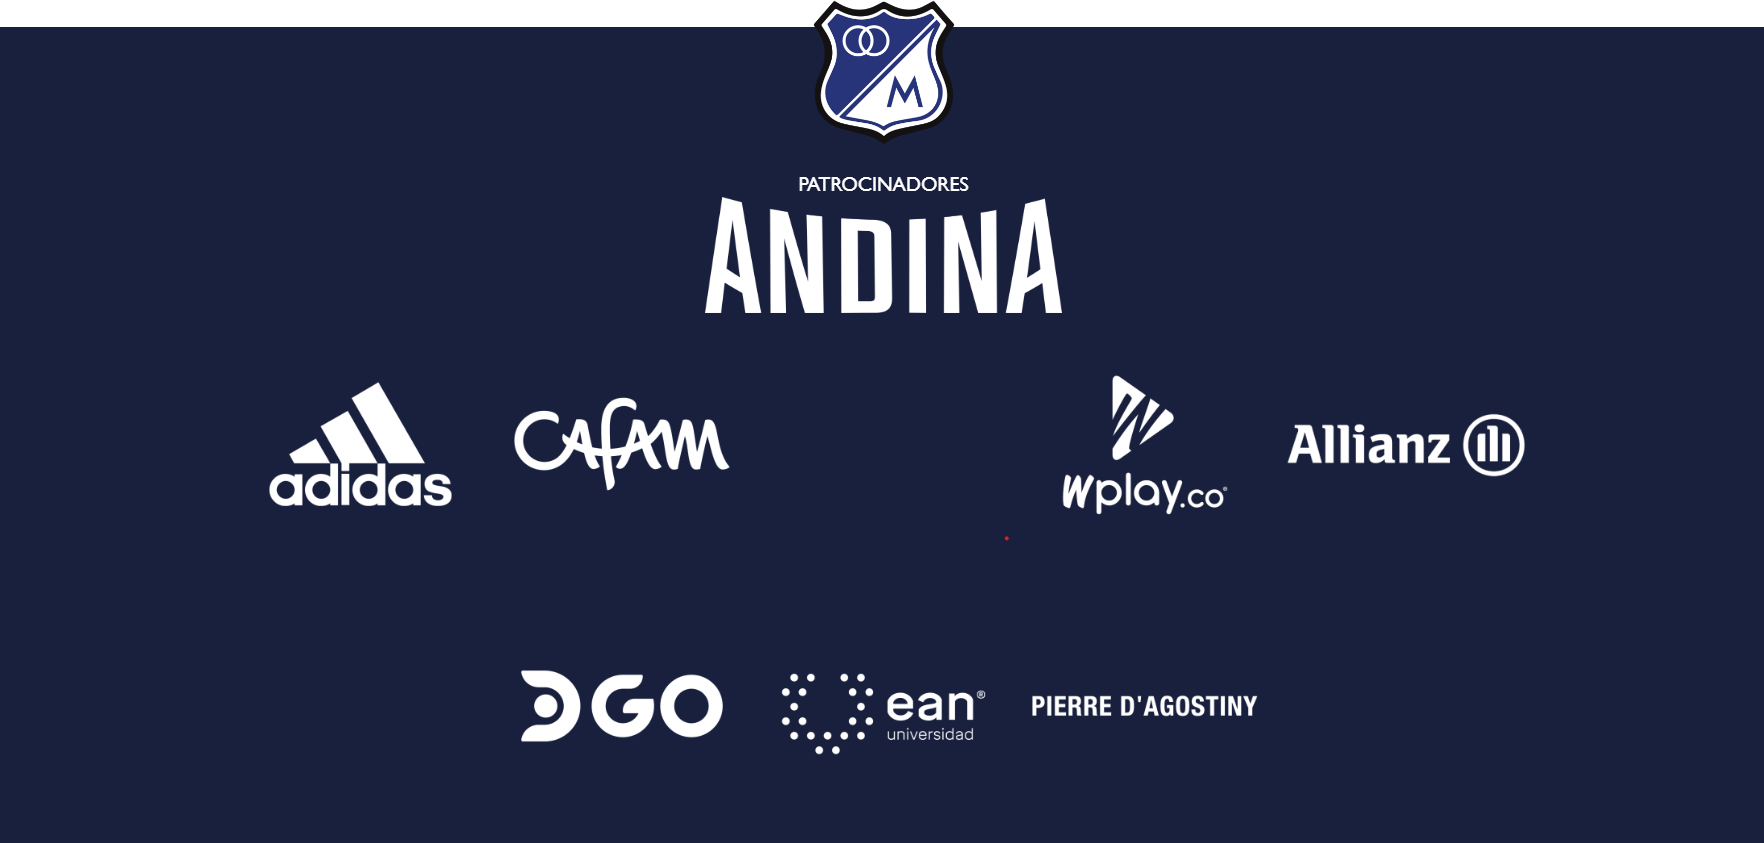 M
PATROCINADORES
ANDINA
adidas
CAFAM
Wplay.co®
Allianz
DGO
ean®
universidad
PIERRE D'AGOSTINY